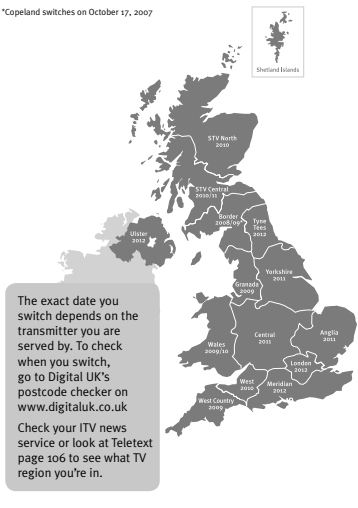 *Copeland switches on October 17, 2007
Shetland Islands
STV North
2010
STV Central
2010/11
Border
2008/09*
Tyne
Tees
2012
Ulster
2012
Yorkshire
2011
Granada
2009
Anglia
2011
Central
2011
Wales
2009/10
London
2012
West
2010
Meridian
2012
West Country
2009
The exact date you
switch depends on the
transmitter you are
served by. To check
when you switch,
go to Digital UK's
postcode checker on
www.digitaluk.co.uk
Check your ITV news
service or look at Teletext
page 106 to see what TV
region you're in.